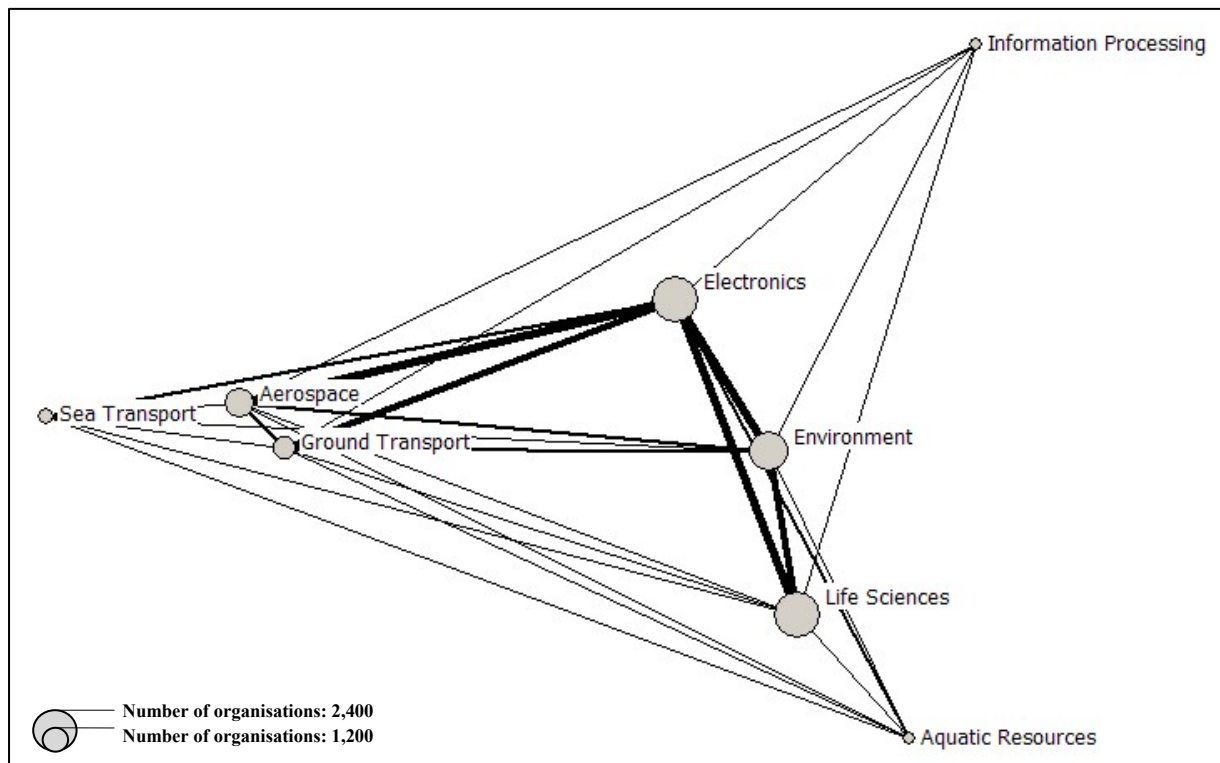 Information Processing
Electronics
Aerospace
Sea Transport
Ground Transport
Environment
Life Sciences
Number of organisations: 2,400
Number of organisations: 1,200
Aquatic Resources